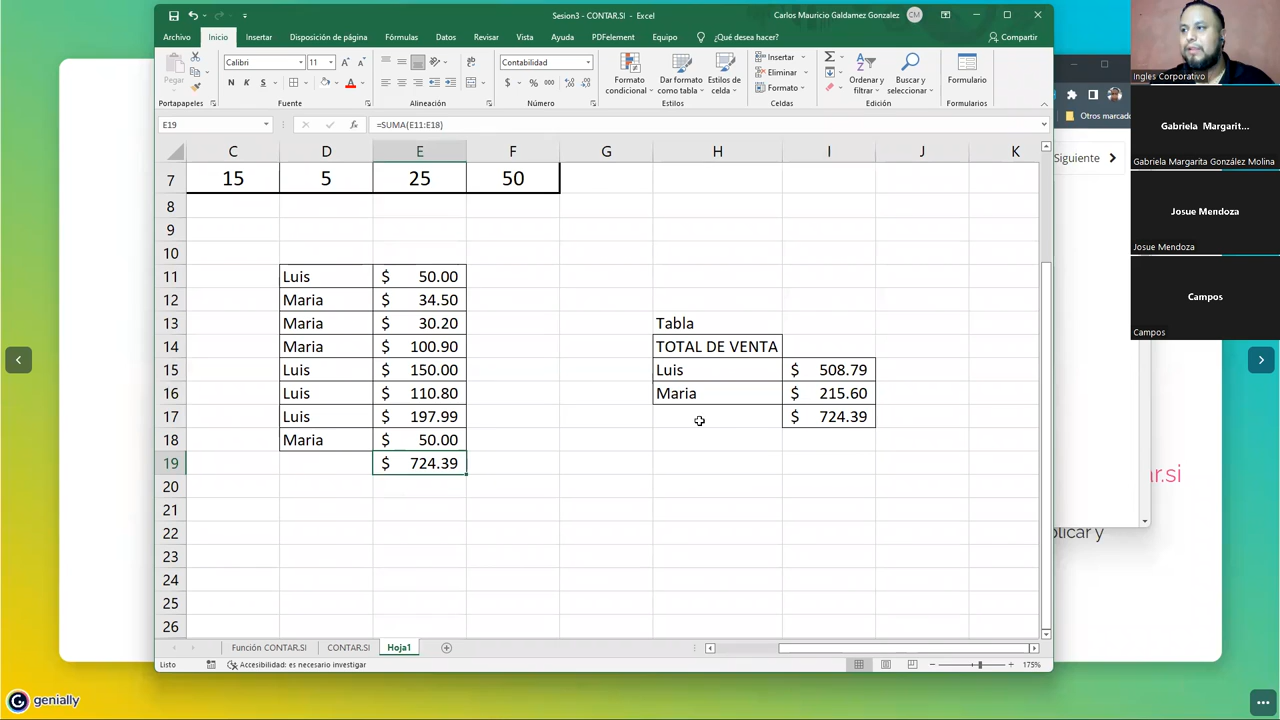 Sesion3 - CONTAR.SI - Excel
Carlos Mauricio Galdamez Gonzalez
CM
Archivo Inicio Insertar Disposición de página Fórmulas Datos Revisar Vista Ayuda PDFelement Equipo ¿Qué desea hacer? Compartir
Pegar
Calibri 11
N K S
Contabilidad
Formato condicional
Dar formato como tabla
Estilos de celda
Insertar
Eliminar
Formato
Ordenar y filtrar
Buscar y seleccionar
Formulario
Portapapeles Fuente Alineación Número Estilos Celdas Edición Formularios
E19 fx =SUMA(E11:E18)
C D E F G H I J K
7 15 5 25 50
8
9
10
11 Luis $ 50.00
12 Maria $ 34.50
13 Maria $ 30.20 Tabla
14 Maria $ 100.90 TOTAL DE VENTA
15 Luis $ 150.00 Luis $ 508.79
16 Luis $ 110.80 Maria $ 215.60
17 Luis $ 197.99 $ 724.39
18 Maria $ 50.00
19 $ 724.39
20
21
22
23
24
25
26
Función CONTAR.SI CONTAR.SI Hoja1
Listo Accesibilidad: es necesario investigar 175%
Ingles Corporativo
Otros marcado
Siguiente
Gabriela Margarit...
Gabriela Margarita González Molina
Josue Mendoza
Josue Mendoza
Campos
Campos
ar.si
olicar y
genially